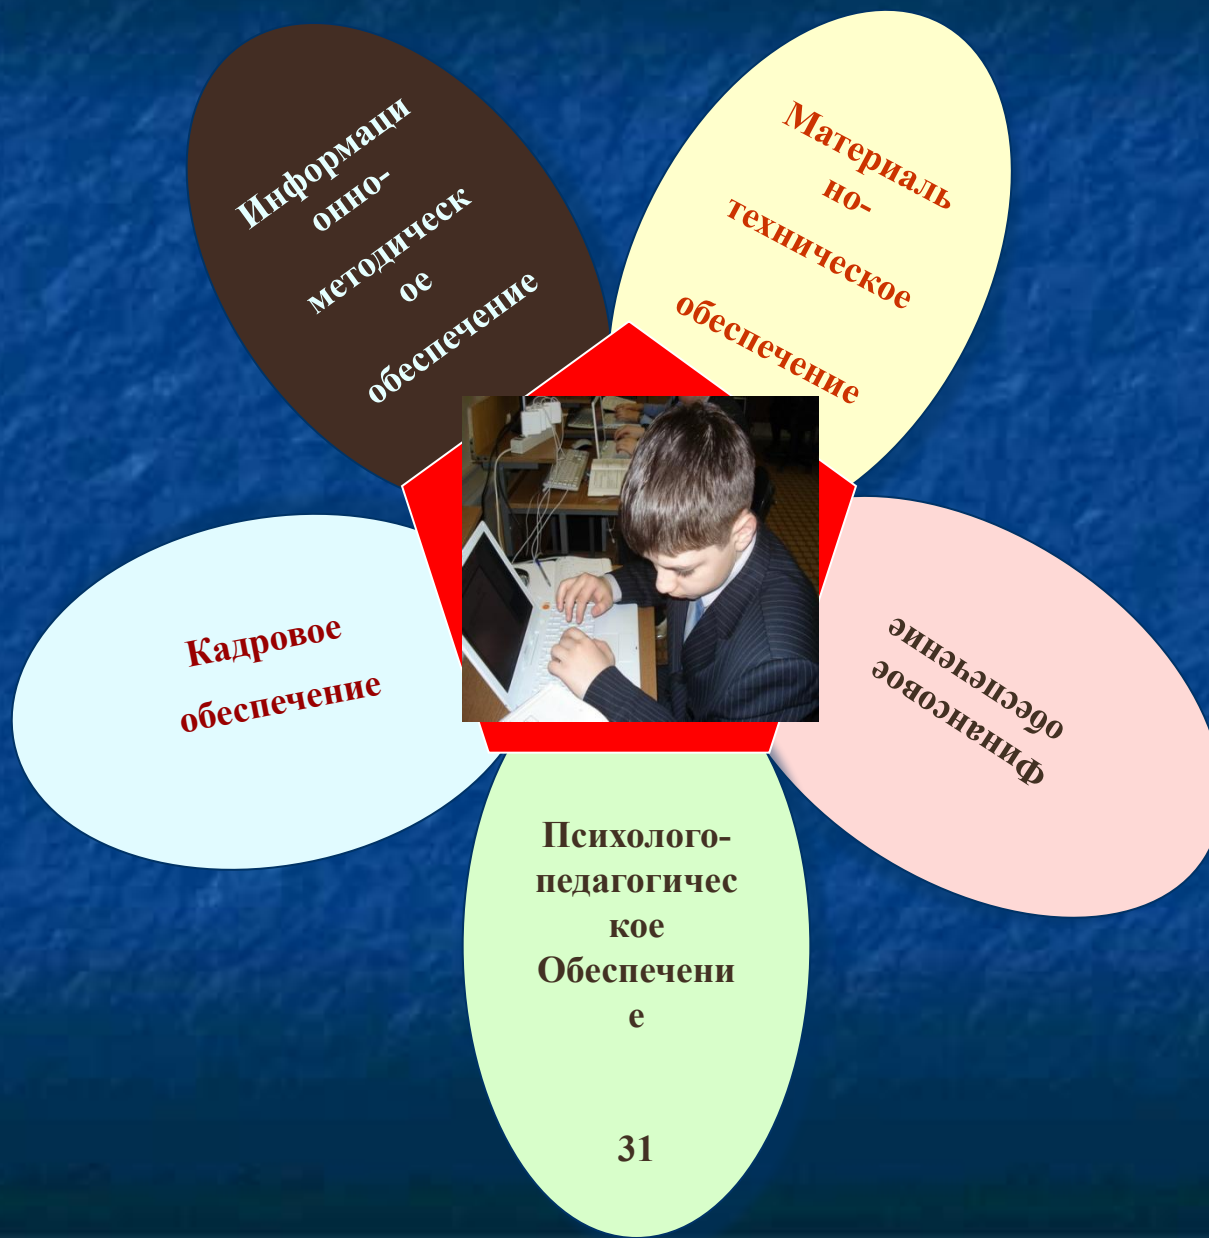 Информаци
онно-
методическ
ое
обеспечение
Материаль
но-
техническое
обеспечение
Кадровое
обеспечение
Финансовое
обеспечение
Психолого-
педагогичес
кое
Обеспечени
е
31